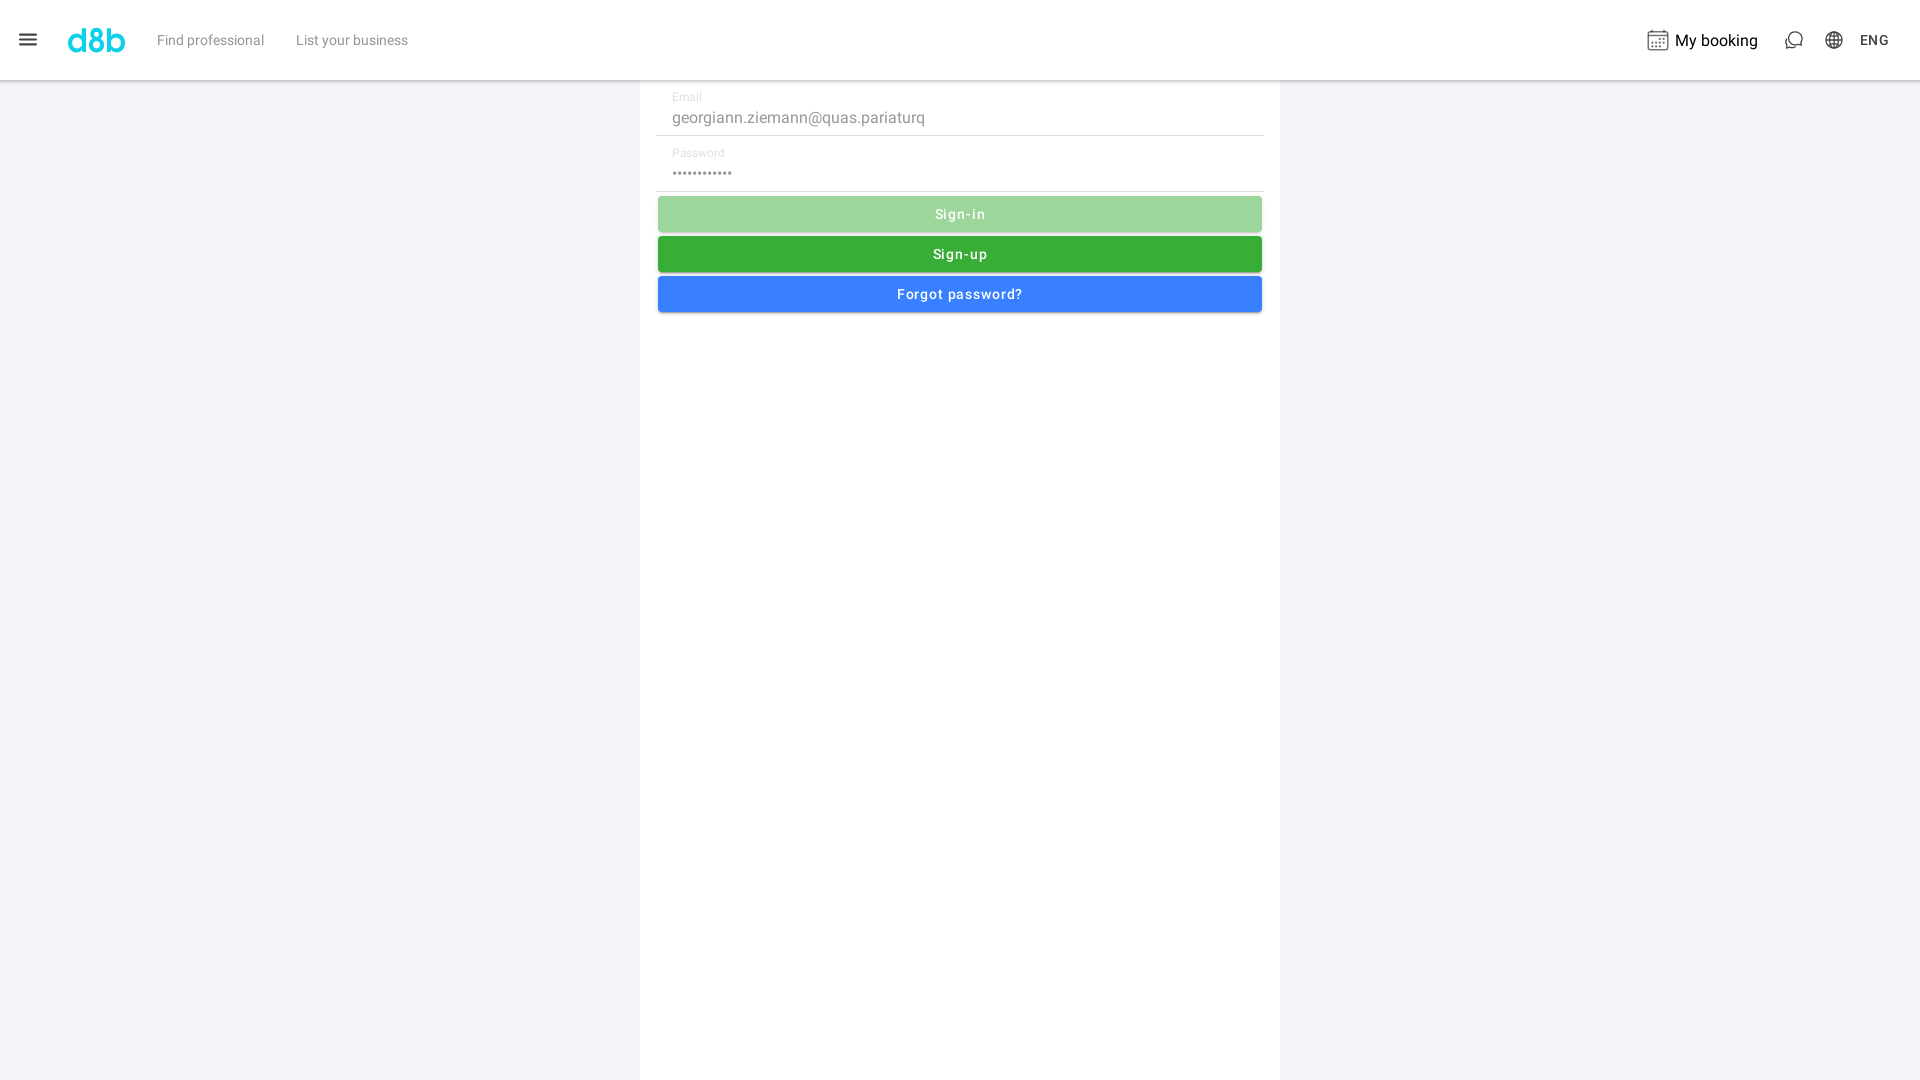 d8b
Find professional
List your business
My booking
ENG
Email
georgiann.ziemann@quas.pariaturq
Password
••••••••••••
Sign-in
Sign-up
Forgot password?